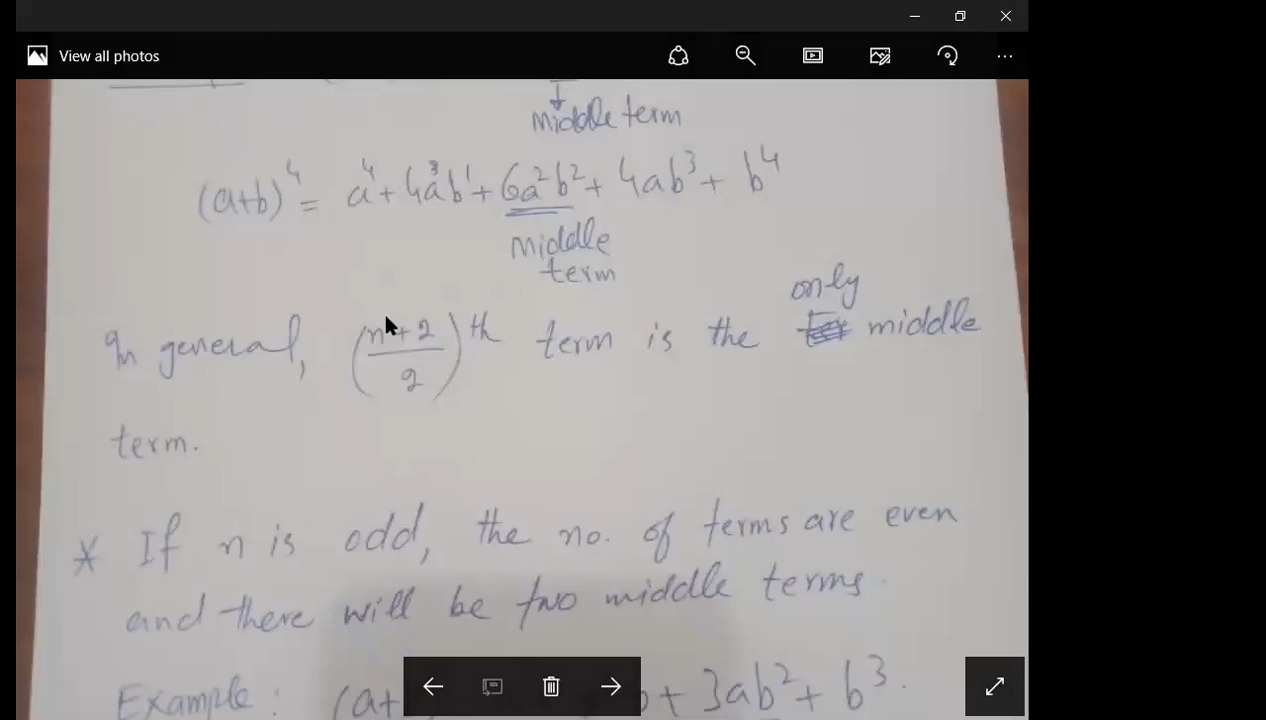 View all photos
middle term
(a+b)⁴ = a⁴ + 4a³b¹ + 6a²b² + 4ab³ + b⁴
middle
term
only
In general, (n+2/2)th term is the middle
term.
* If n is odd, the no. of terms are even
and there will be two middle terms.
Example: (a+ b + 3ab² + b³.